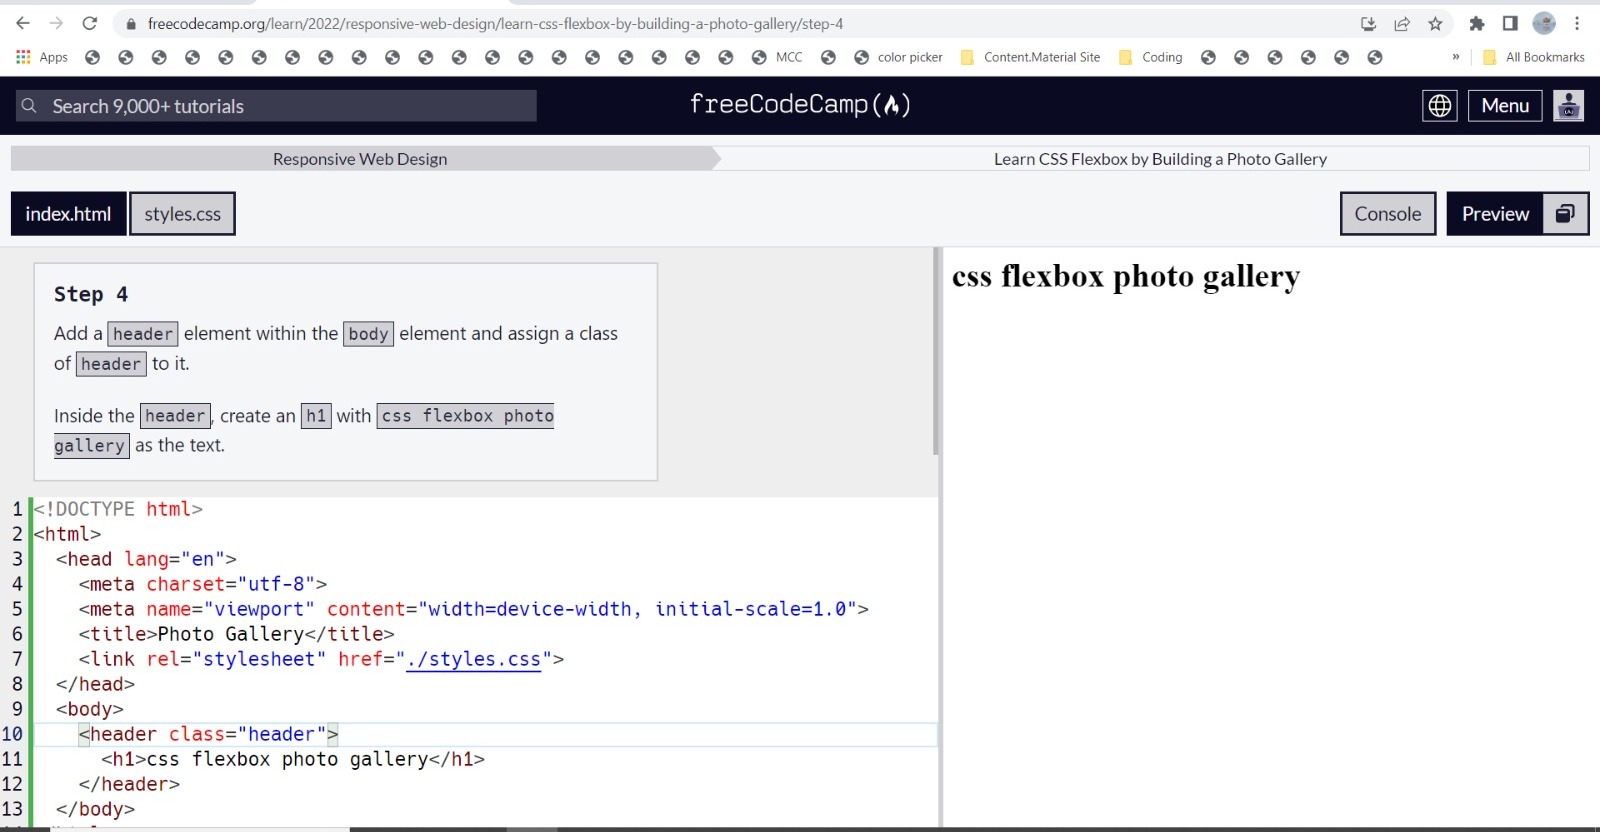 freecodecamp.org/learn/2022/responsive-web-design/learn-css-flexbox-by-building-a-photo-gallery/step-4
Apps MCC color picker Content.Material Site Coding » All Bookmarks
Search 9,000+ tutorials freeCodeCamp Menu
Responsive Web Design Learn CSS Flexbox by Building a Photo Gallery
index.html styles.css Console Preview
Step 4
Add a header element within the body element and assign a class
of header to it.
Inside the header, create an h1 with css flexbox photo
gallery as the text.
css flexbox photo gallery
1 <!DOCTYPE html>
2 <html>
3 <head lang="en">
4 <meta charset="utf-8">
5 <meta name="viewport" content="width=device-width, initial-scale=1.0">
6 <title>Photo Gallery</title>
7 <link rel="stylesheet" href="./styles.css">
8 </head>
9 <body>
10 <header class="header">
11 <h1>css flexbox photo gallery</h1>
12 </header>
13 </body>